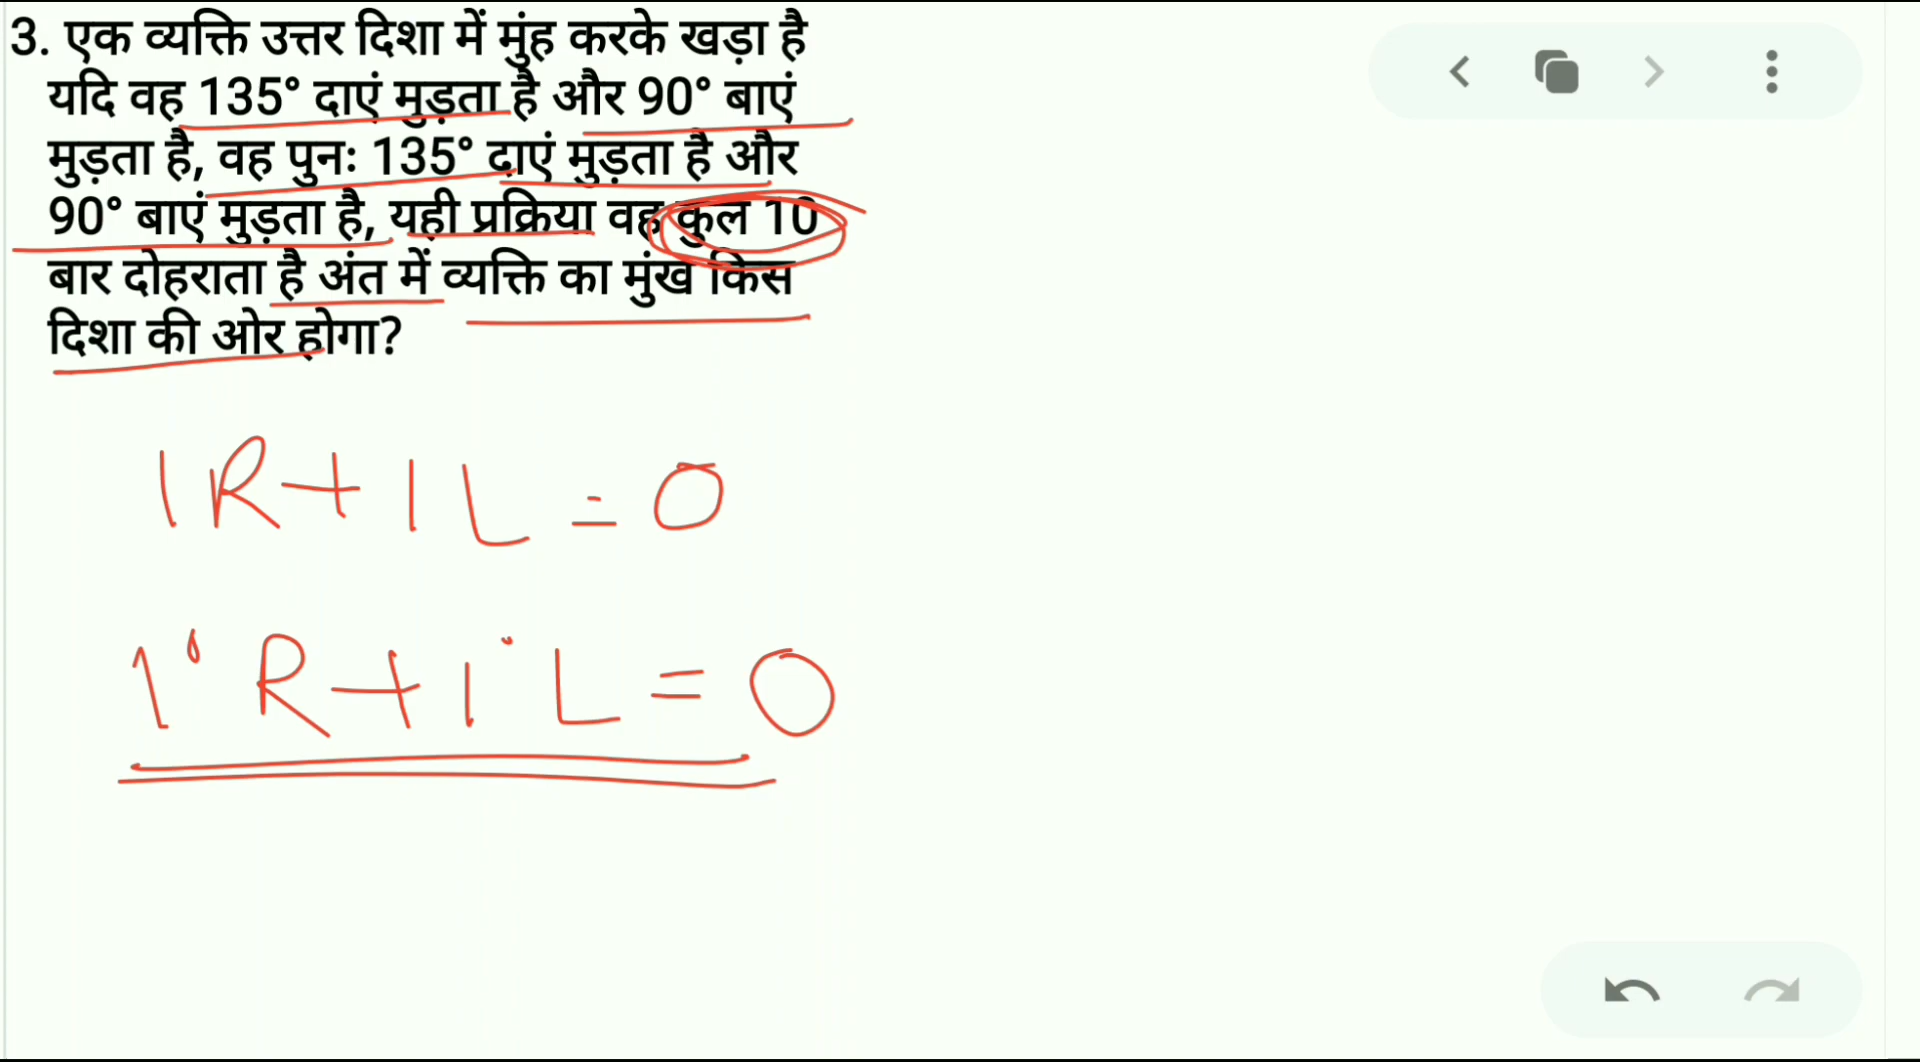 3. एक व्यक्ति उत्तर दिशा में मुंह करके खड़ा है
यदि वह 135° दाएं मुड़ता है और 90° बाएं
मुड़ता है, वह पुनः 135° दाएं मुड़ता है और
90° बाएं मुड़ता है, यही प्रक्रिया वह कुल 10
बार दोहराता है अंत में व्यक्ति का मुंख किस
दिशा की ओर होगा?
1R+1L=0
1°R+1°L=0